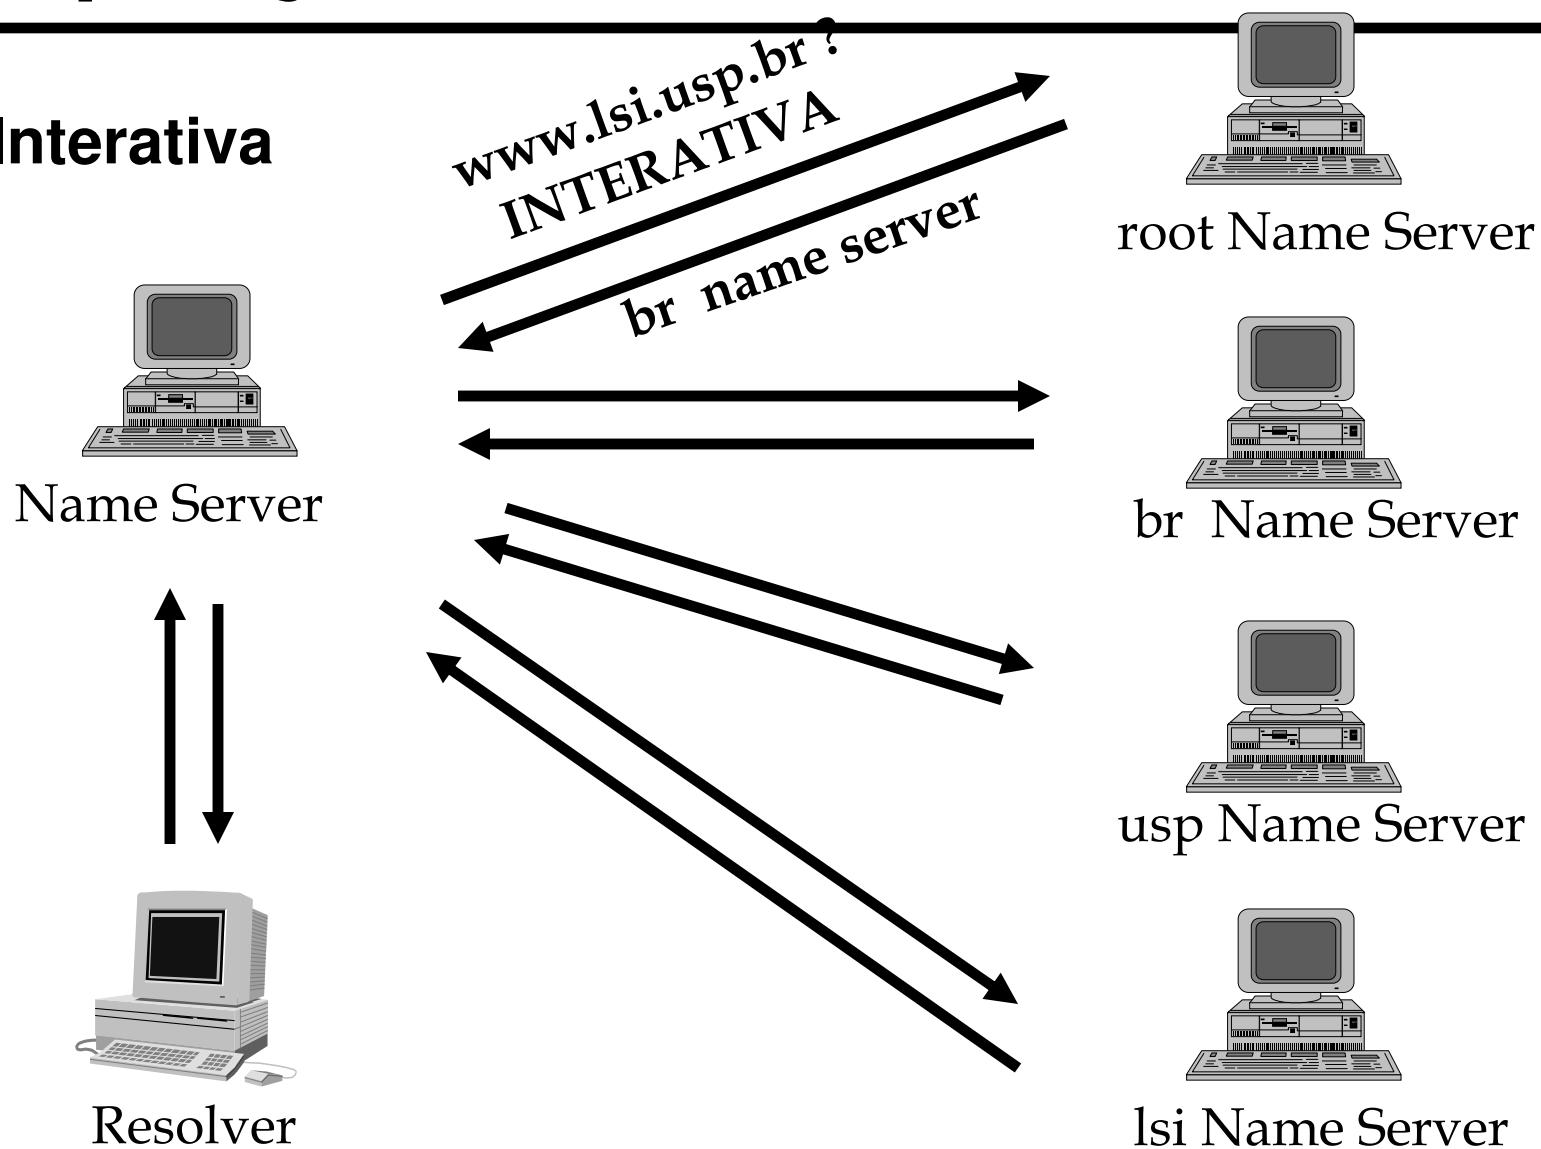 Interativa
www.lsi.usp.br ?
INTERATIVA
br name server
root Name Server
Name Server
br Name Server
usp Name Server
Resolver
lsi Name Server